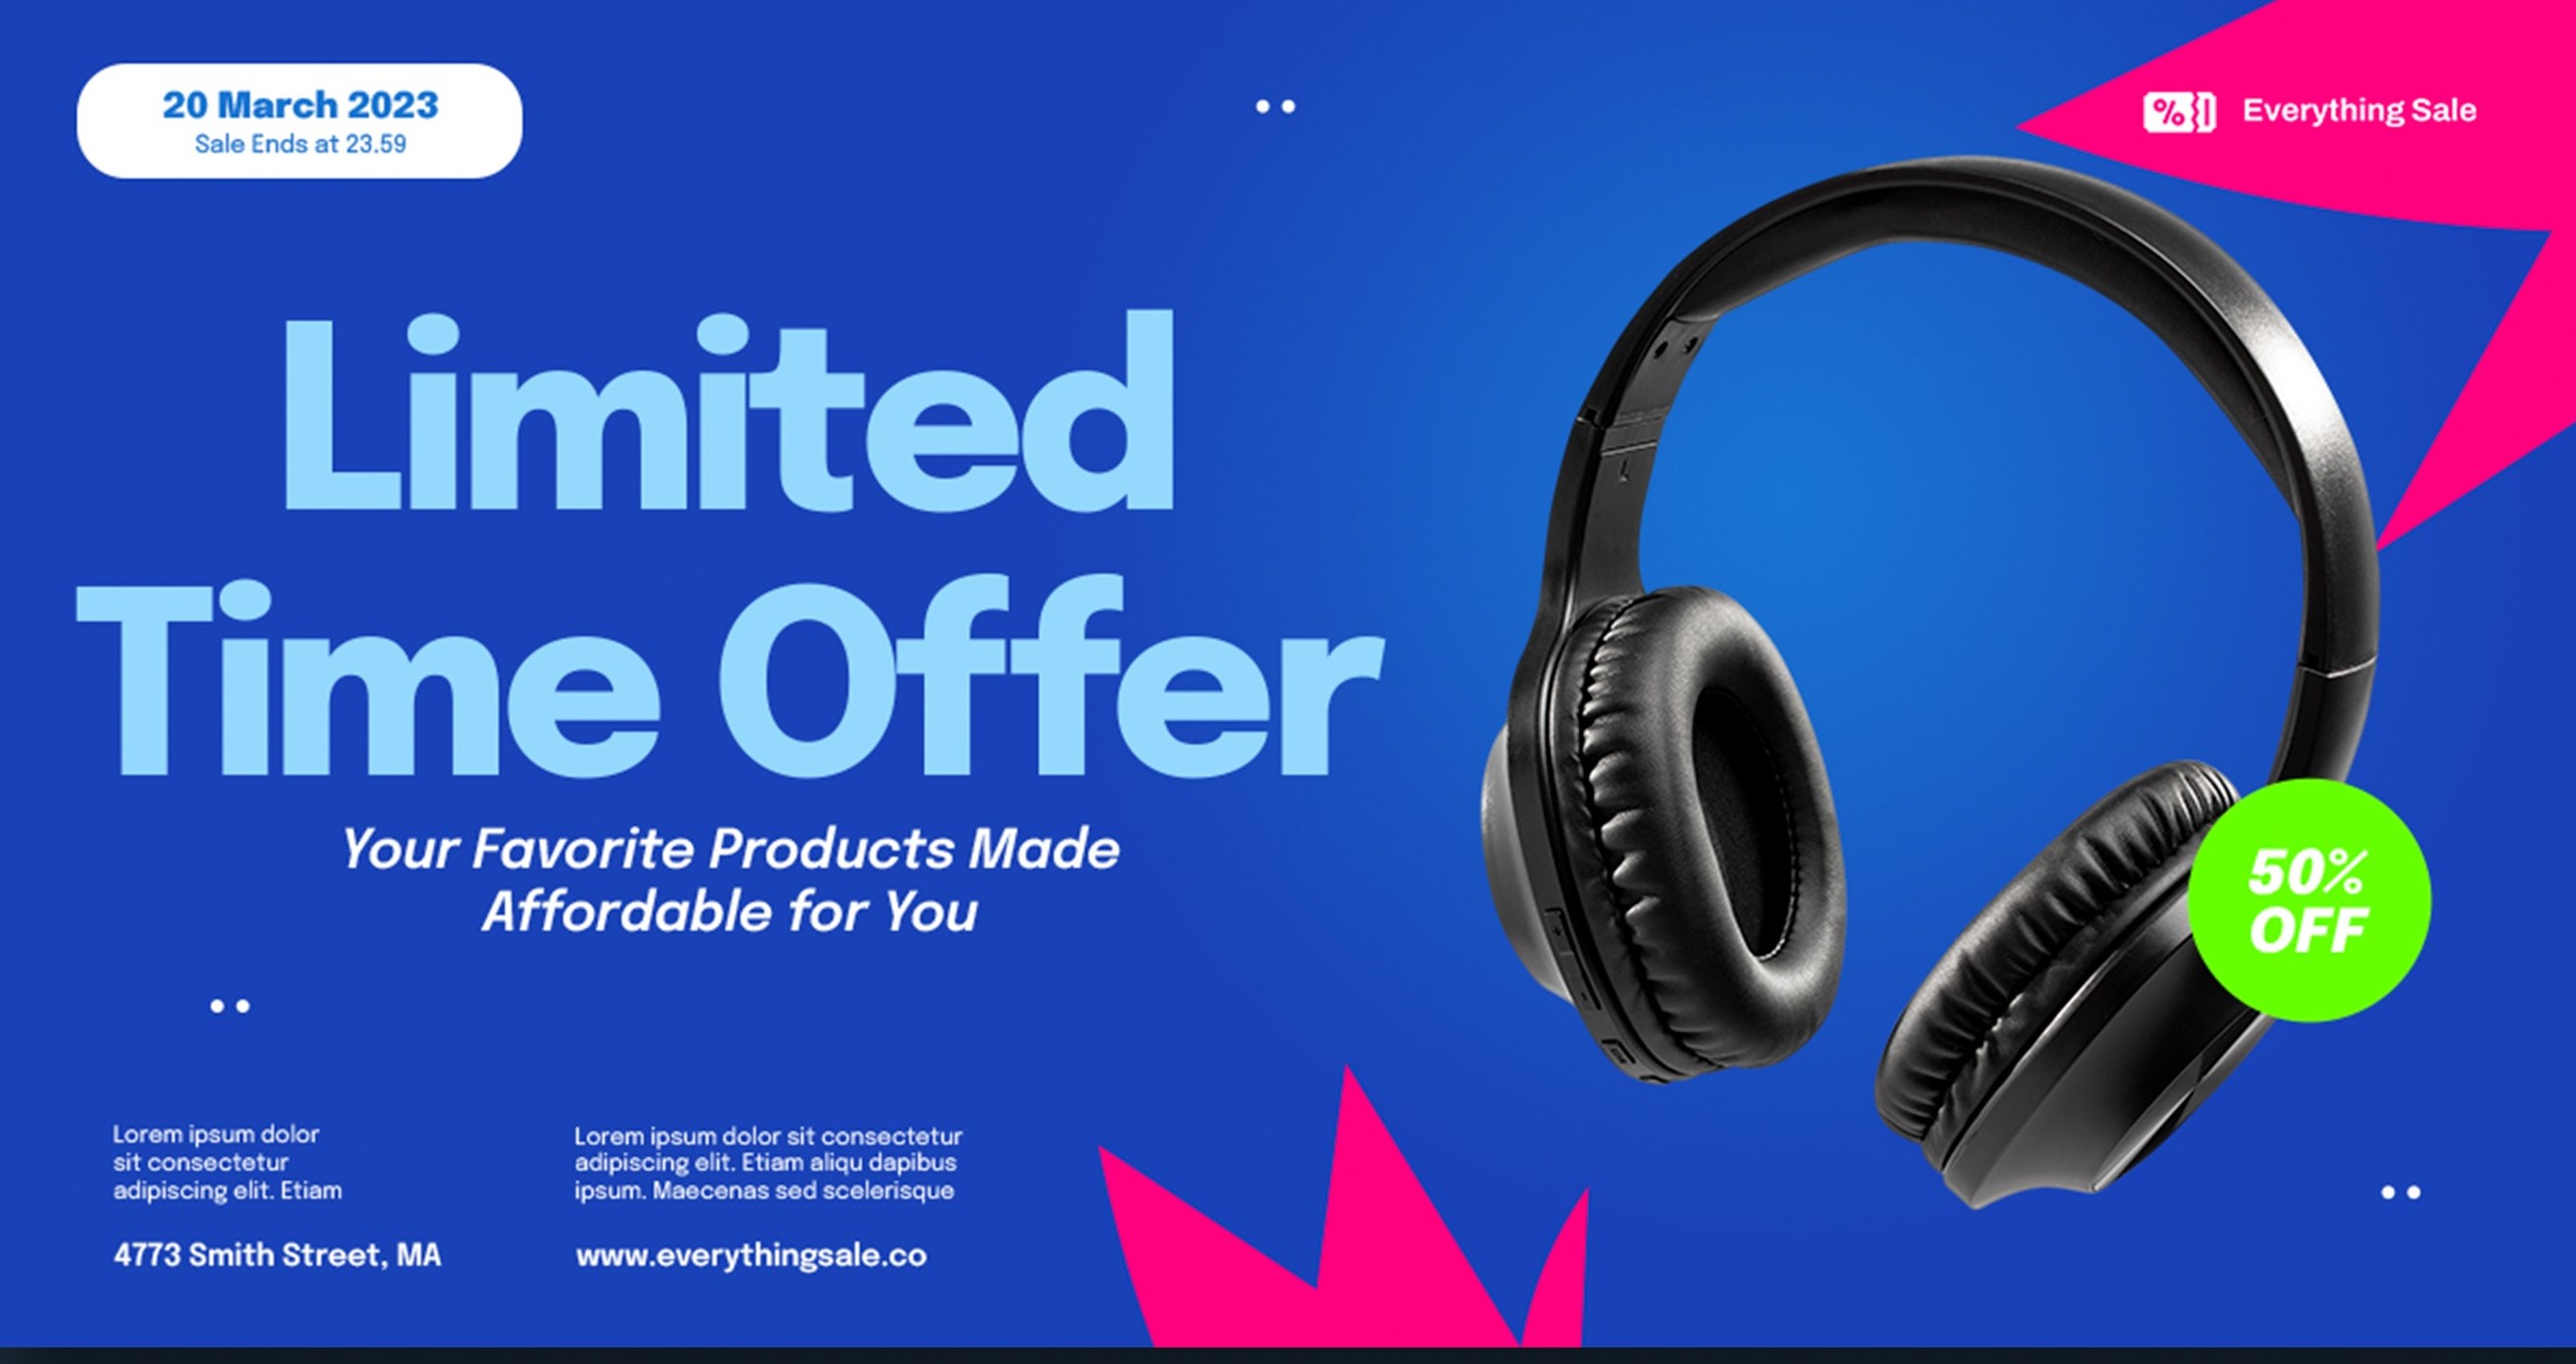 20 March 2023
Sale Ends at 23.59
% Everything Sale
Limited
Time Offer
Your Favorite Products Made
Affordable for You
50%
OFF
Lorem ipsum dolor
sit consectetur
adipiscing elit. Etiam
4773 Smith Street, MA
Lorem ipsum dolor sit consectetur
adipiscing elit. Etiam aliqu dapibus
ipsum. Maecenas sed scelerisque
www.everythingsale.co